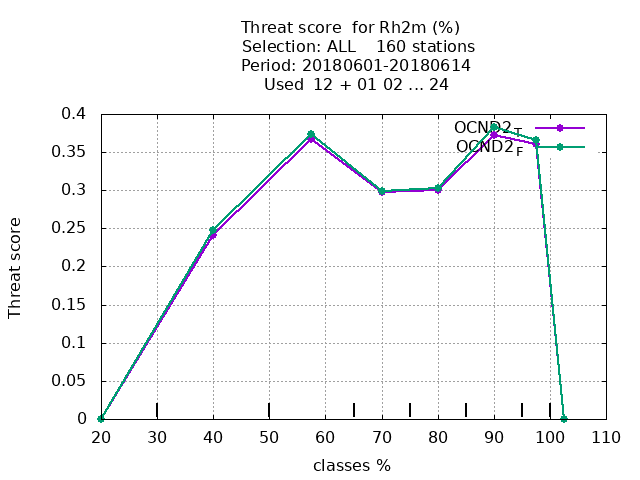 Threat score for Rh2m (%)
Selection: ALL 160 stations
Period: 20180601-20180614
Used 12 + 01 02 ... 24
0.4
0.35
0.3
0.25
0.2
0.15
0.1
0.05
0
Threat score
OCND2_T
OCND2_F
20 30 40 50 60 70 80 90 100 110
classes %